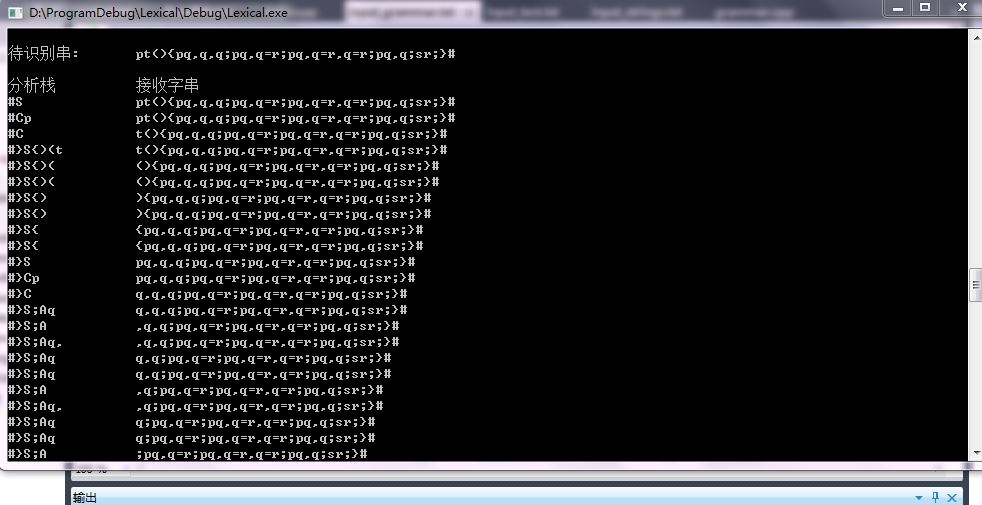 D:\ProgramDebug\Lexical\Debug\Lexical.exe
待识别串: pt(){pq,q,q;pq,q=r;pq,q=r,q=r;pq,q;sr;}#
分析栈 接收字串
#S pt(){pq,q,q;pq,q=r;pq,q=r,q=r;pq,q;sr;}#
#Cp pt(){pq,q,q;pq,q=r;pq,q=r,q=r;pq,q;sr;}#
#C t(){pq,q,q;pq,q=r;pq,q=r,q=r;pq,q;sr;}#
#}S{)(t t(){pq,q,q;pq,q=r;pq,q=r,q=r;pq,q;sr;}#
#}S{)( (){pq,q,q;pq,q=r;pq,q=r,q=r;pq,q;sr;}#
#}S{)( (){pq,q,q;pq,q=r;pq,q=r,q=r;pq,q;sr;}#
#}S{) ){pq,q,q;pq,q=r;pq,q=r,q=r;pq,q;sr;}#
#}S{) ){pq,q,q;pq,q=r;pq,q=r,q=r;pq,q;sr;}#
#}S{ {pq,q,q;pq,q=r;pq,q=r,q=r;pq,q;sr;}#
#}S{ {pq,q,q;pq,q=r;pq,q=r,q=r;pq,q;sr;}#
#}S pq,q,q;pq,q=r;pq,q=r,q=r;pq,q;sr;}#
#}Cp pq,q,q;pq,q=r;pq,q=r,q=r;pq,q;sr;}#
#}C q,q,q;pq,q=r;pq,q=r,q=r;pq,q;sr;}#
#}S;Aq q,q,q;pq,q=r;pq,q=r,q=r;pq,q;sr;}#
#}S;A ,q,q;pq,q=r;pq,q=r,q=r;pq,q;sr;}#
#}S;Aq, ,q,q;pq,q=r;pq,q=r,q=r;pq,q;sr;}#
#}S;Aq q,q;pq,q=r;pq,q=r,q=r;pq,q;sr;}#
#}S;Aq q,q;pq,q=r;pq,q=r,q=r;pq,q;sr;}#
#}S;A ,q;pq,q=r;pq,q=r,q=r;pq,q;sr;}#
#}S;Aq, ,q;pq,q=r;pq,q=r,q=r;pq,q;sr;}#
#}S;Aq q;pq,q=r;pq,q=r,q=r;pq,q;sr;}#
#}S;Aq q;pq,q=r;pq,q=r,q=r;pq,q;sr;}#
#}S;A ;pq,q=r;pq,q=r,q=r;pq,q;sr;}#
输出